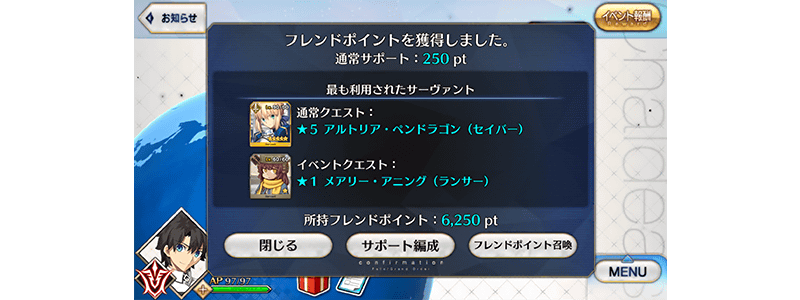 お知らせ
イベント報酬
Reward
フレンドポイントを獲得しました。
通常サポート：250 pt
最も利用されたサーヴァント
通常クエスト：
★5 アルトリア・ペンドラゴン（セイバー）
イベントクエスト：
★1 メアリー・アニング（ランサー）
所持フレンドポイント：6,250 pt
閉じる
サポート編成
フレンドポイント召喚
confirmation
MENU
AP 97/97